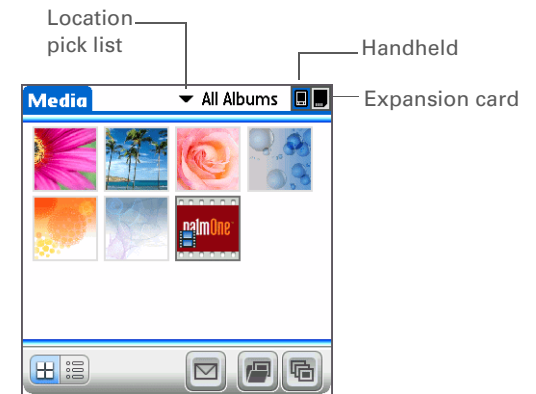 Location
pick list
Handheld
Media
All Albums
Expansion card
palmOne